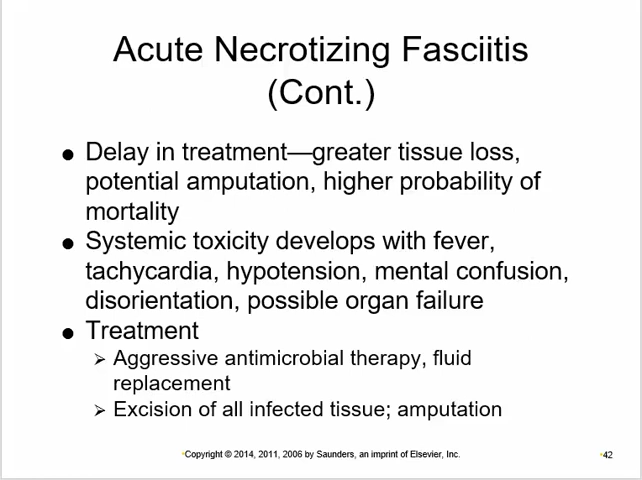 Acute Necrotizing Fasciitis
(Cont.)
● Delay in treatment—greater tissue loss,
potential amputation, higher probability of
mortality
● Systemic toxicity develops with fever,
tachycardia, hypotension, mental confusion,
disorientation, possible organ failure
● Treatment
➢ Aggressive antimicrobial therapy, fluid
replacement
➢ Excision of all infected tissue; amputation
•Copyright © 2014, 2011, 2006 by Saunders, an imprint of Elsevier, Inc.
•42